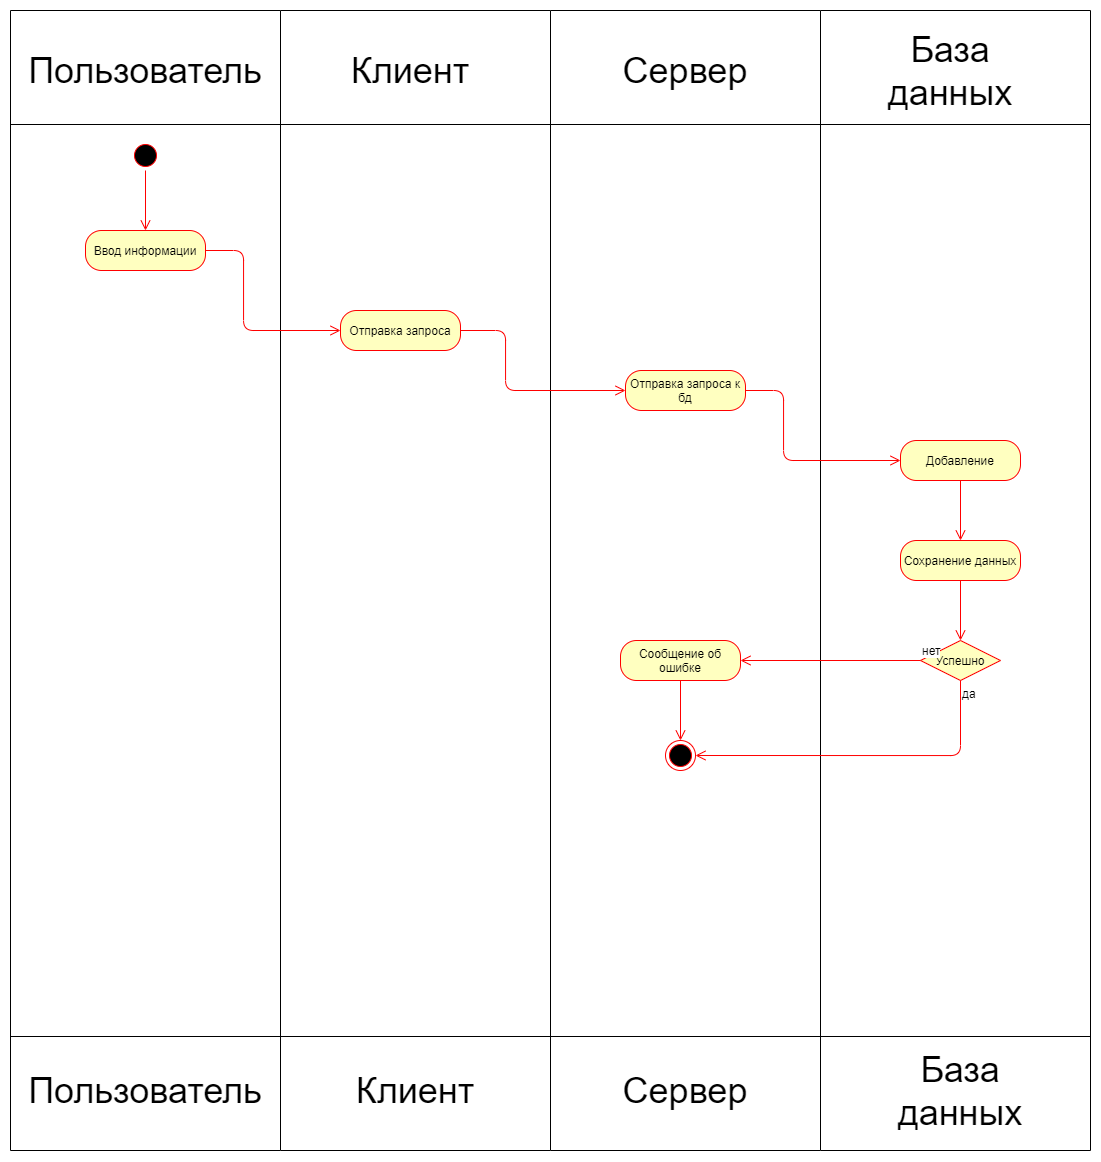 Пользователь
Клиент
Сервер
База
данных
Ввод информации
Отправка запроса
Отправка запроса к
бд
Добавление
Сохранение данных
Сообщение об
ошибке
нет
Успешно
да
Пользователь
Клиент
Сервер
База
данных